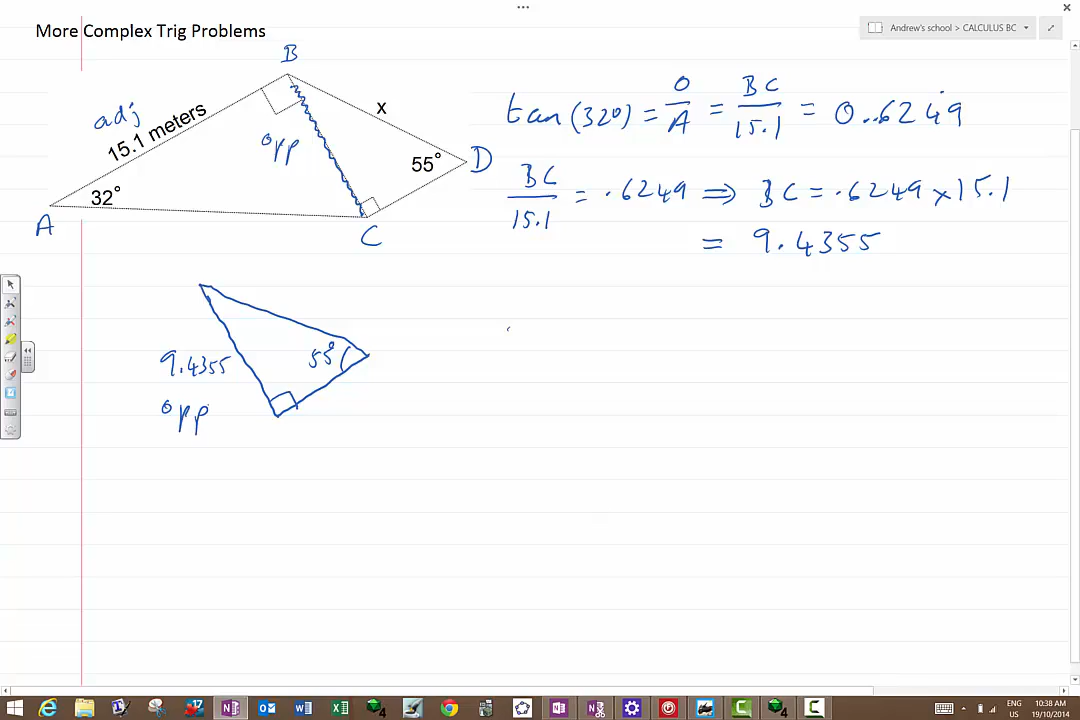 More Complex Trig Problems
Andrew's school > CALCULUS BC
B
adj
15.1 meters
x
opp
55°
D
32°
A
C
tan(32°) = O/A = BC/15.1 = 0..6249
BC/15.1 = .6249 ⇒ BC = .6249 × 15.1
= 9.4355
9.4355
55°
opp
ENG
US
10:38 AM
19/10/2014